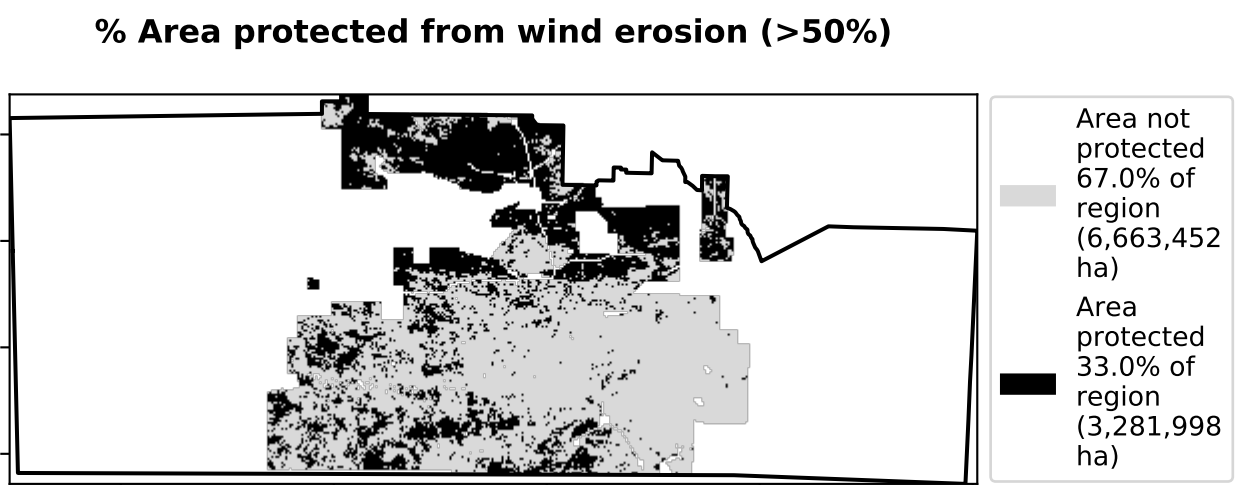 % Area protected from wind erosion (>50%)
Area not
protected
67.0% of
region
(6,663,452
ha)
Area
protected
33.0% of
region
(3,281,998
ha)